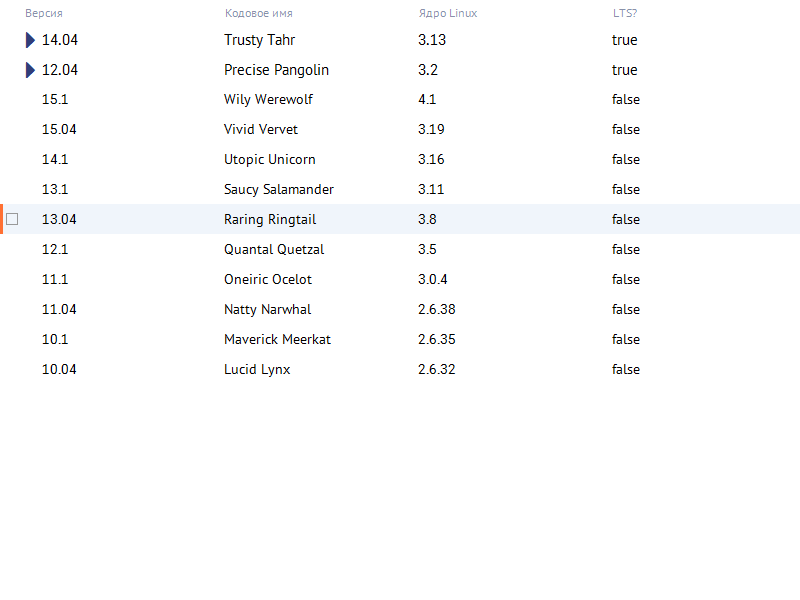 Версия Кодовое имя Ядро Linux LTS?
14.04 Trusty Tahr 3.13 true
12.04 Precise Pangolin 3.2 true
15.1 Wily Werewolf 4.1 false
15.04 Vivid Vervet 3.19 false
14.1 Utopic Unicorn 3.16 false
13.1 Saucy Salamander 3.11 false
13.04 Raring Ringtail 3.8 false
12.1 Quantal Quetzal 3.5 false
11.1 Oneiric Ocelot 3.0.4 false
11.04 Natty Narwhal 2.6.38 false
10.1 Maverick Meerkat 2.6.35 false
10.04 Lucid Lynx 2.6.32 false